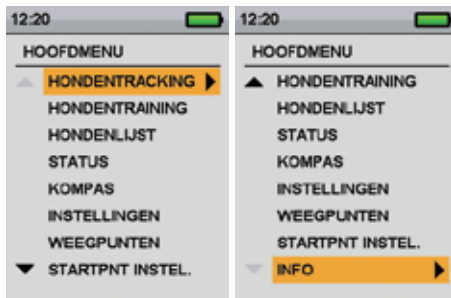 12:20
HOOFDMENU
HONDENTRACKING
HONDENTRAINING
HONDENLIJST
STATUS
KOMPAS
INSTELLINGEN
WEEGPUNTEN
STARTPNT INSTEL.
12:20
HOOFDMENU
HONDENTRAINING
HONDENLIJST
STATUS
KOMPAS
INSTELLINGEN
WEEGPUNTEN
STARTPNT INSTEL.
INFO